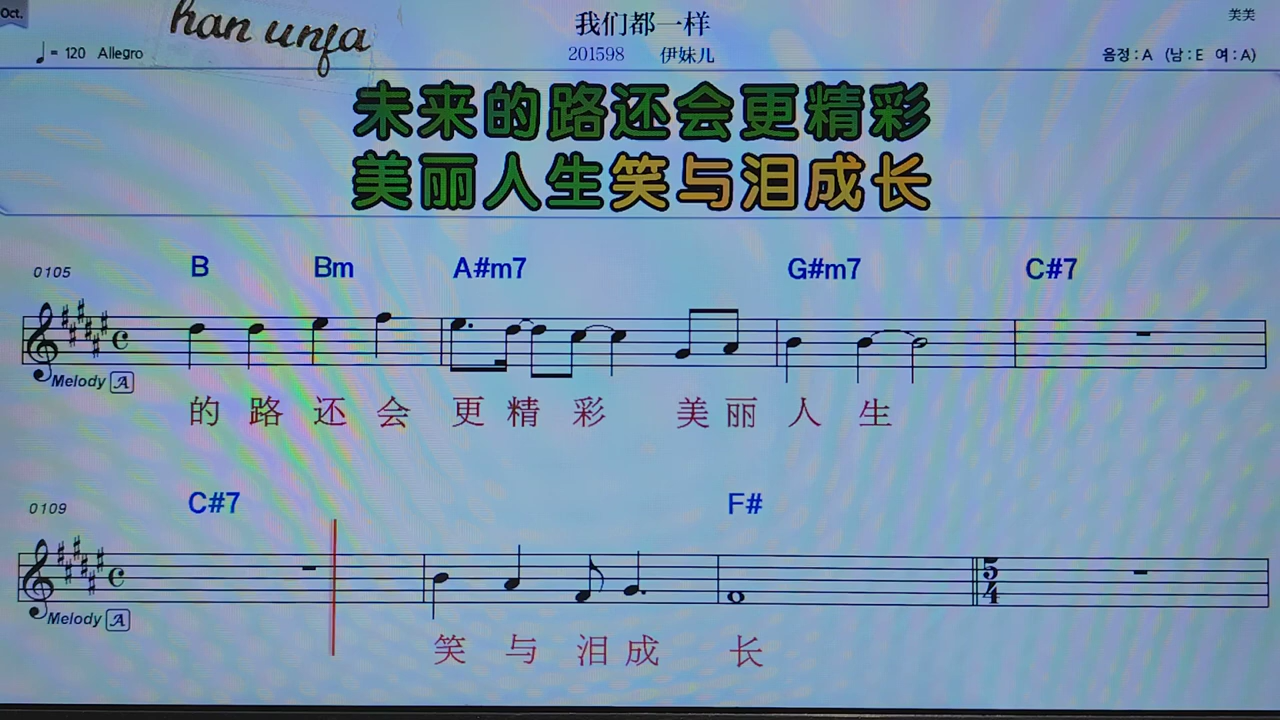 Oct.
han unfa
我们都一样
美美
♩= 120 Allegro
201598 伊妹儿
음정 : A (남 : E 여 : A)
未来的路还会更精彩
美丽人生笑与泪成长
0105
B Bm A#m7 G#m7 C#7
Melody A
的 路 还 会 更 精 彩 美 丽 人 生
0109
C#7 F#
5
4
Melody A
笑 与 泪 成 长